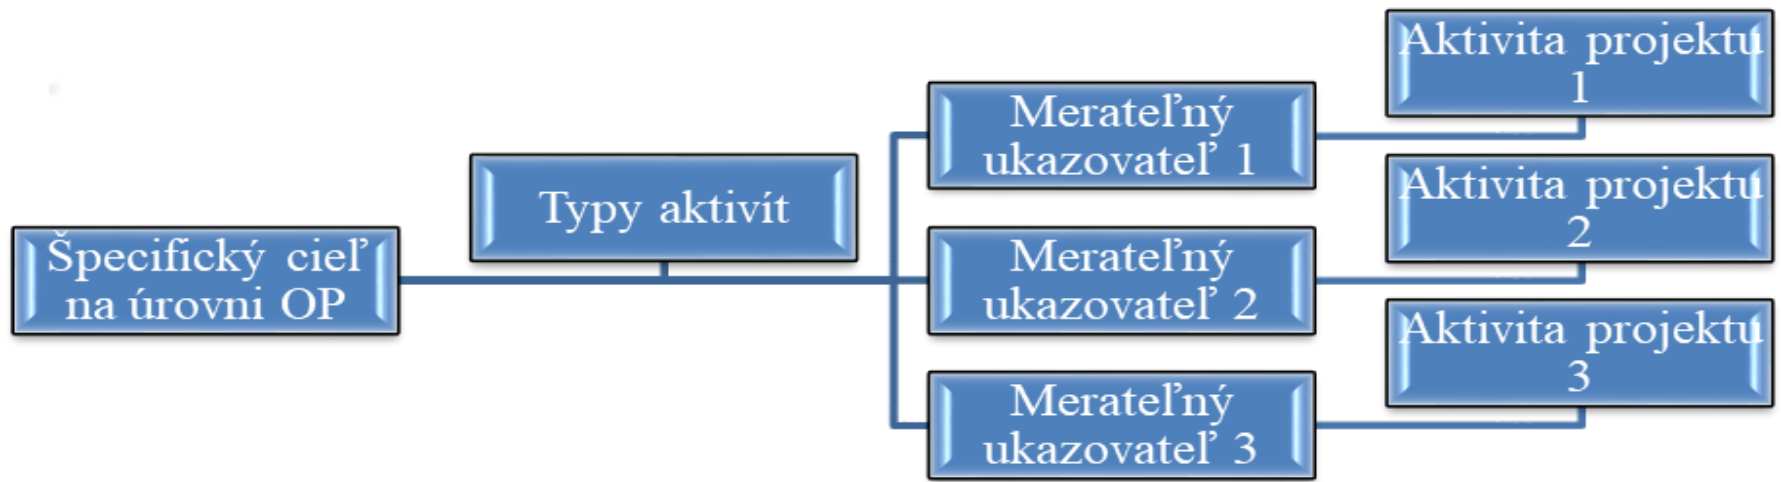 Špecifický cieľ
na úrovni OP
Typy aktivít
Merateľný
ukazovateľ 1
Merateľný
ukazovateľ 2
Merateľný
ukazovateľ 3
Aktivita projektu
1
Aktivita projektu
2
Aktivita projektu
3